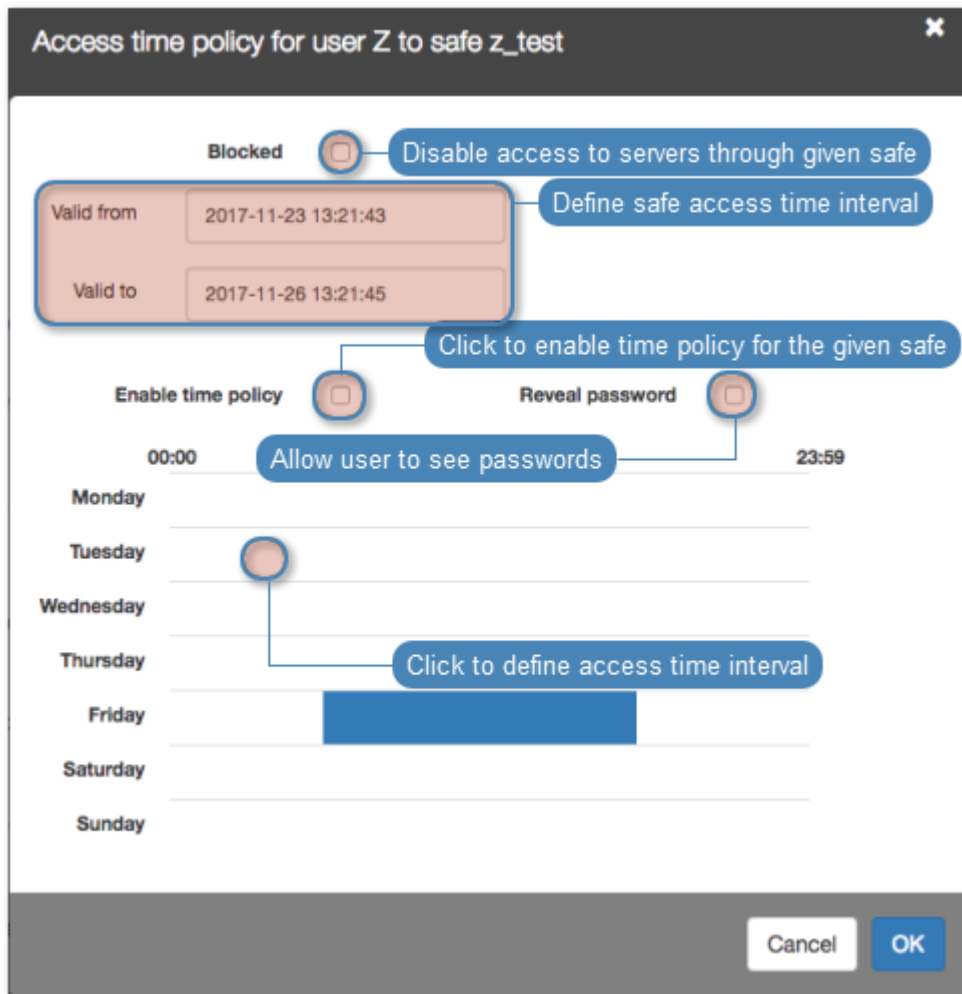 Access time policy for user Z to safe z_test
Blocked
Disable access to servers through given safe
Valid from 2017-11-23 13:21:43
Define safe access time interval
Valid to 2017-11-26 13:21:45
Click to enable time policy for the given safe
Enable time policy
Reveal password
00:00
Allow user to see passwords
23:59
Monday
Tuesday
Wednesday
Thursday
Click to define access time interval
Friday
Saturday
Sunday
Cancel
OK